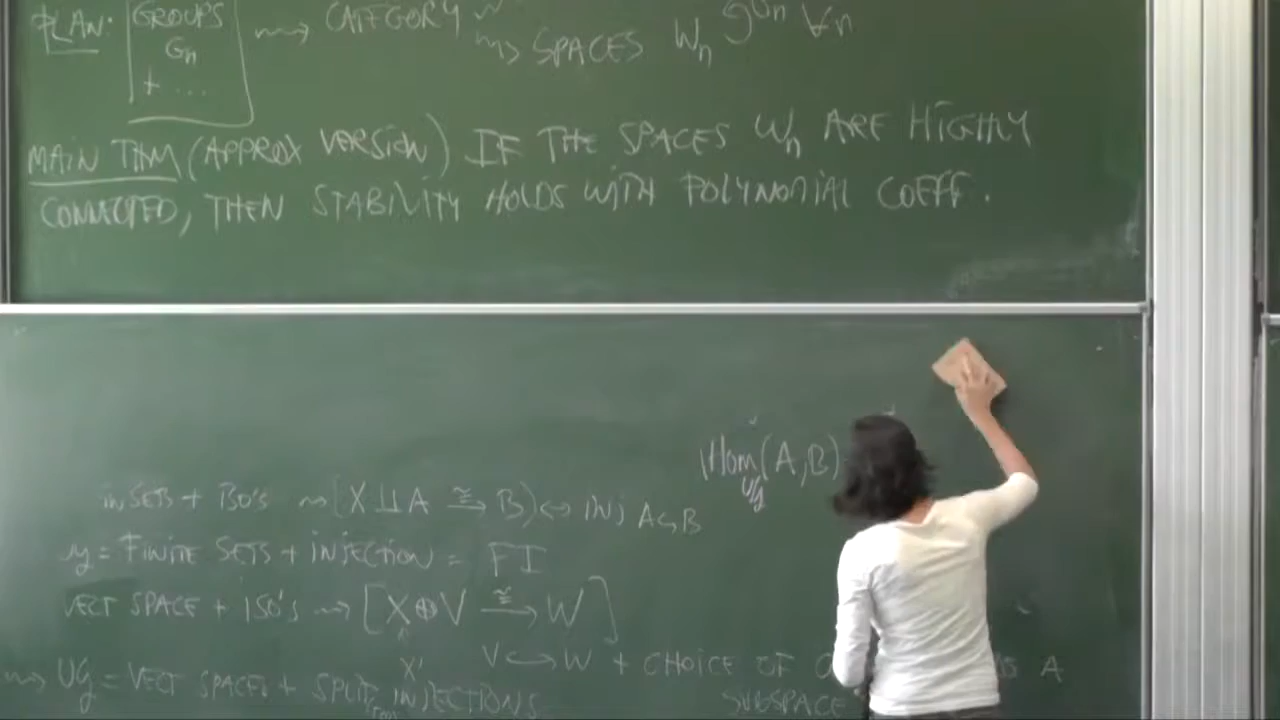 PLAN: GROUPS ⇝ CATEGORY ⇝
Gn ⇝ SPACES Wn ↺Gn ∀n
+ ...
MAIN THM (APPROX VERSION) IF THE SPACES Wn ARE HIGHLY
CONNECTED, THEN STABILITY HOLDS WITH POLYNOMIAL COEFF.
Hom(A,B)
Ug
in SETS + ISO'S ⇝ [X ⊔ A ≅→ B] ↔ INJ A↪B
= FINITE SETS + INJECTION = FI
VECT SPACE + ISO'S ⇝ [X ⊕ V ≅→ W]
X' V ↪ W + CHOICE OF A
⇝ Ug = VECT SPACES + SPLIT INJECTIONS SUBSPACE